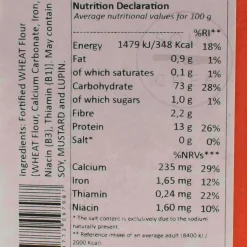 Nutrition Declaration
Average nutritional values for 100 g
%RI**
Energy 1479 kJ/348 Kcal 18%
Fat 0,9 g 1%
of which saturates 0,1 g 1%
Carbohydrate 73 g 28%
of which sugars 1,0 g 1%
Fibre 2,2 g
Protein 13 g 26%
Salt* 0 g 0%
%NRVs***
Calcium 235 mg 29%
Iron 1,65 mg 12%
Thiamin 0,24 mg 22%
Niacin 1,60 mg 10%
* The salt content is exclusively due to the sodium
naturally present.
** Reference intake of an average adult (8400 kJ /
2000 Kcal)
Ingredients: Fortified WHEAT Flour
(WHEAT Flour, Calcium Carbonate, Iron,
Niacin (B3), Thiamin (B1)). May contain
SOY, MUSTARD and LUPIN.